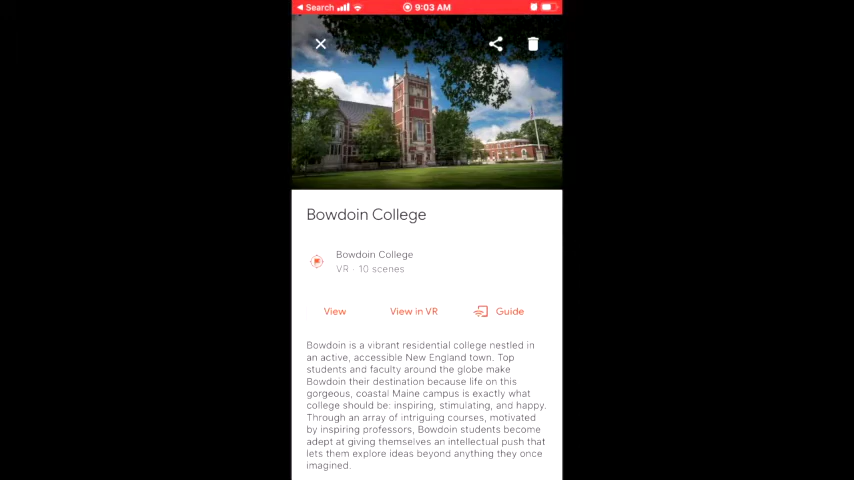 Search 9:03 AM
Bowdoin College
Bowdoin College
VR · 10 scenes
View View in VR Guide
Bowdoin is a vibrant residential college nestled in
an active, accessible New England town. Top
students and faculty around the globe make
Bowdoin their destination because life on this
gorgeous, coastal Maine campus is exactly what
college should be: inspiring, stimulating, and happy.
Through an array of intriguing courses, motivated
by inspiring professors, Bowdoin students become
adept at giving themselves an intellectual push that
lets them explore ideas beyond anything they once
imagined.